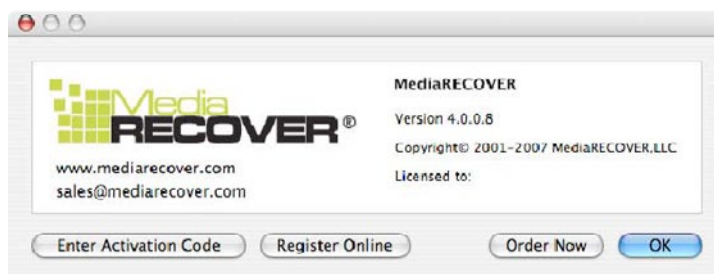 Media
RECOVER®
www.mediarecover.com
sales@mediarecover.com
MediaRECOVER
Version 4.0.0.8
Copyright© 2001-2007 MediaRECOVER,LLC
Licensed to:
Enter Activation Code
Register Online
Order Now
OK